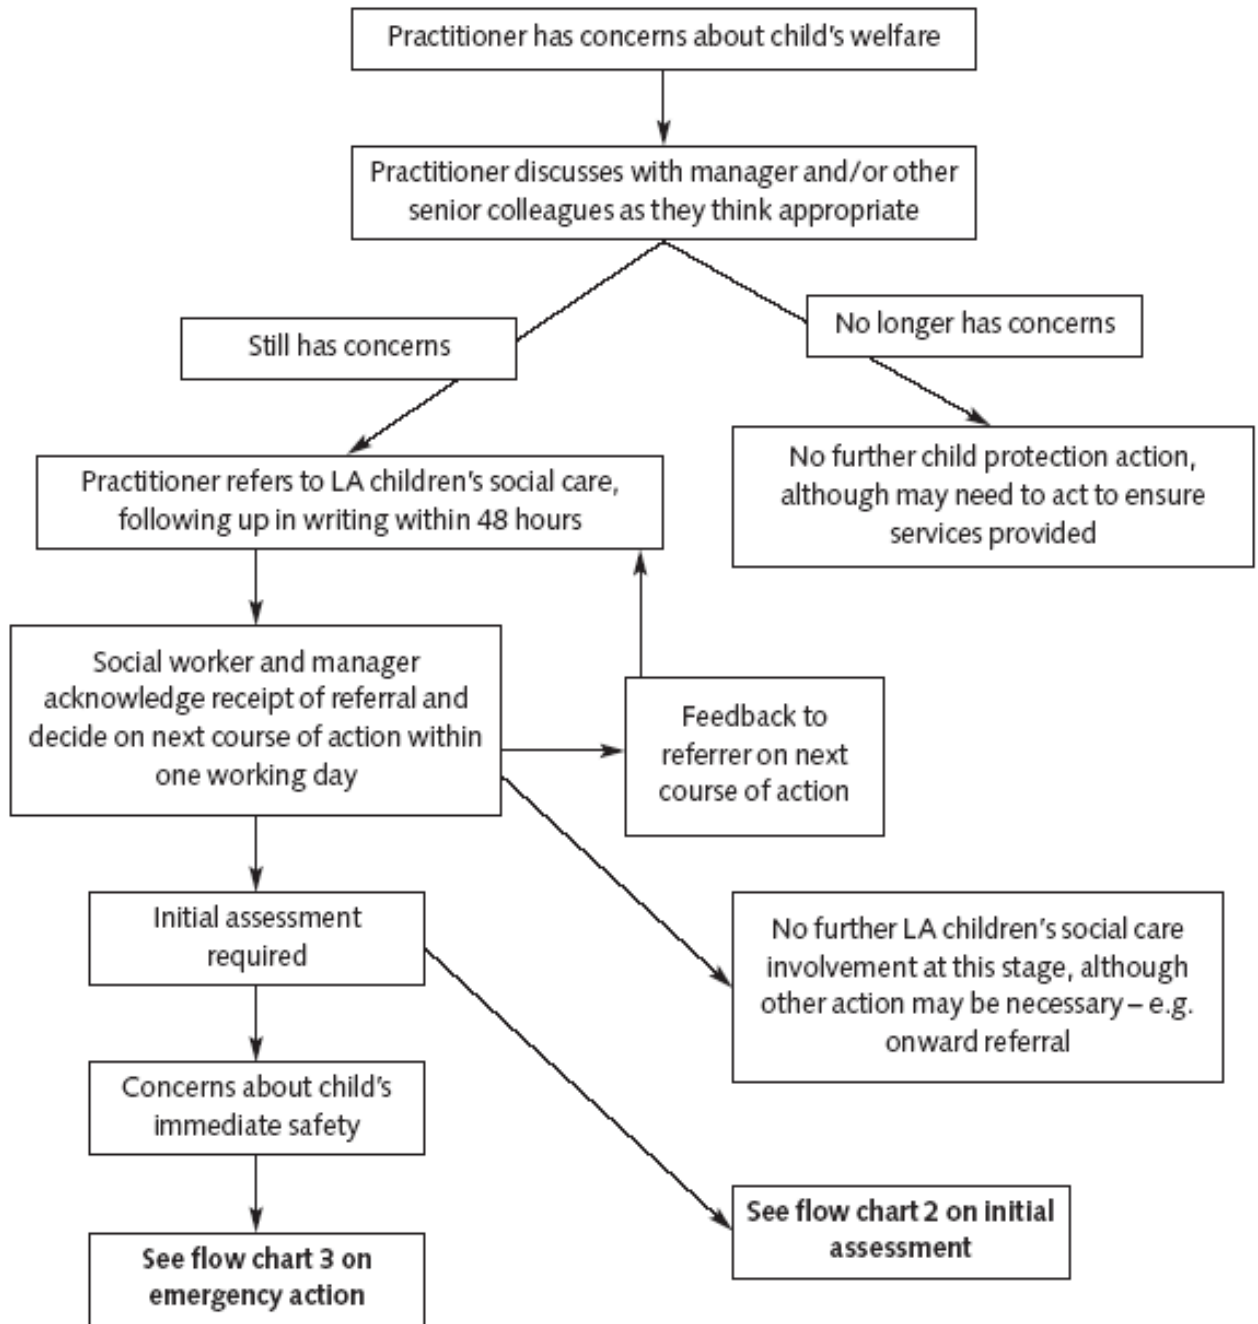 Practitioner has concerns about child's welfare
Practitioner discusses with manager and/or other
senior colleagues as they think appropriate
No longer has concerns
Still has concerns
No further child protection action,
although may need to act to ensure
services provided
Practitioner refers to LA children's social care,
following up in writing within 48 hours
Social worker and manager
acknowledge receipt of referral and
decide on next course of action within
one working day
Feedback to
referrer on next
course of action
Initial assessment
required
No further LA children's social care
involvement at this stage, although
other action may be necessary – e.g.
onward referral
Concerns about child's
immediate safety
See flow chart 2 on initial
assessment
See flow chart 3 on
emergency action